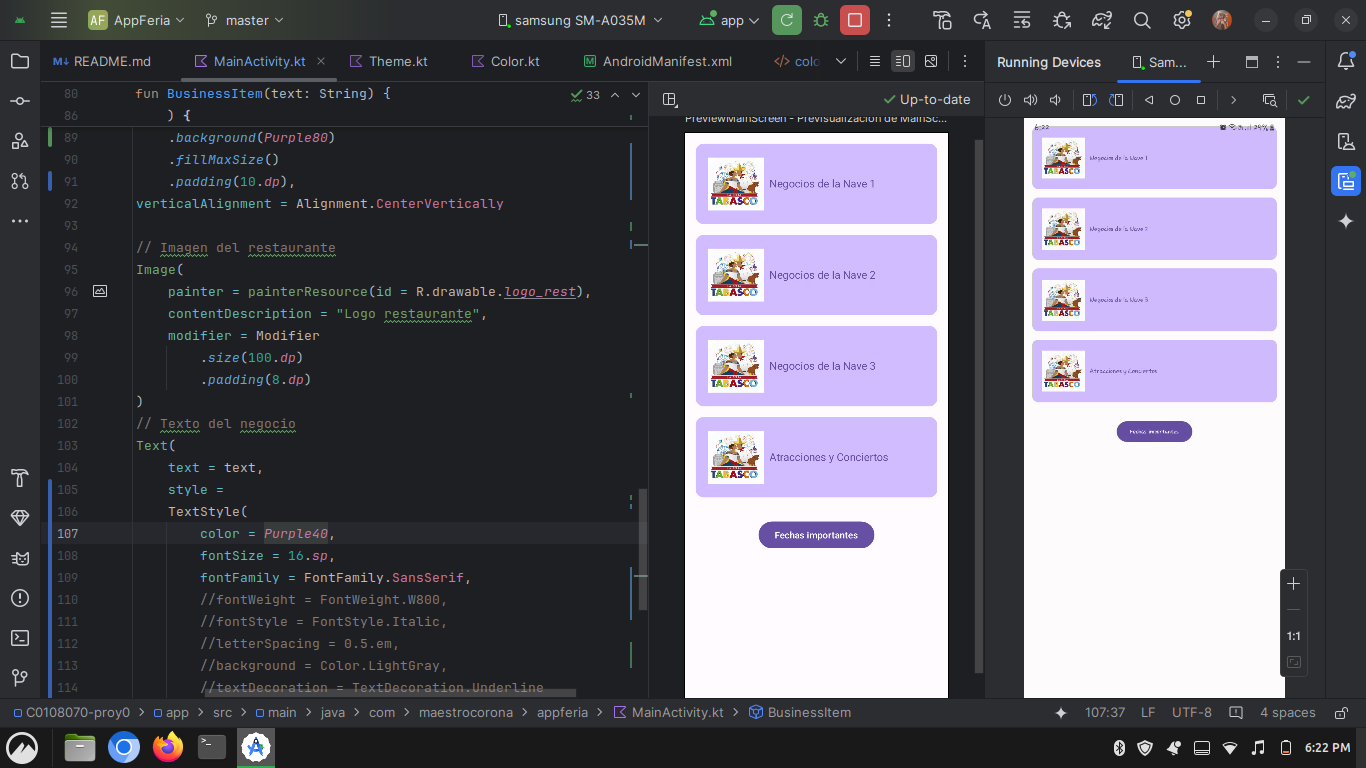 AF AppFeria master samsung SM-A035M app
README.md MainActivity.kt Theme.kt Color.kt AndroidManifest.xml colo
Running Devices Sam...
80 fun BusinessItem(text: String) { 33
86 ) {
89 .background(Purple80)
90 .fillMaxSize()
91 .padding(10.dp),
92 verticalAlignment = Alignment.CenterVertically
93
94 // Imagen del restaurante
95 Image(
96 painter = painterResource(id = R.drawable.logo_rest),
97 contentDescription = "Logo restaurante",
98 modifier = Modifier
99 .size(100.dp)
100 .padding(8.dp)
101 )
102 // Texto del negocio
103 Text(
104 text = text,
105 style =
106 TextStyle(
107 color = Purple40,
108 fontSize = 16.sp,
109 fontFamily = FontFamily.SansSerif,
110 //fontWeight = FontWeight.W800,
111 //fontStyle = FontStyle.Italic,
112 //letterSpacing = 0.5.em,
113 //background = Color.LightGray,
114 //textDecoration = TextDecoration.Underline
Up-to-date
PreviewMainScreen - Previsualización de MainSc...
TABASCO
Negocios de la Nave 1
TABASCO
Negocios de la Nave 2
TABASCO
Negocios de la Nave 3
TABASCO
Atracciones y Conciertos
Fechas importantes
6:22 29%
TABASCO
Negocios de la Nave 1
TABASCO
Negocios de la Nave 2
TABASCO
Negocios de la Nave 3
TABASCO
Atracciones y Conciertos
Fechas importantes
1:1
C0108070-proy0 > app > src > main > java > com > maestrocorona > appferia > MainActivity.kt > BusinessItem
107:37 LF UTF-8 4 spaces
6:22 PM